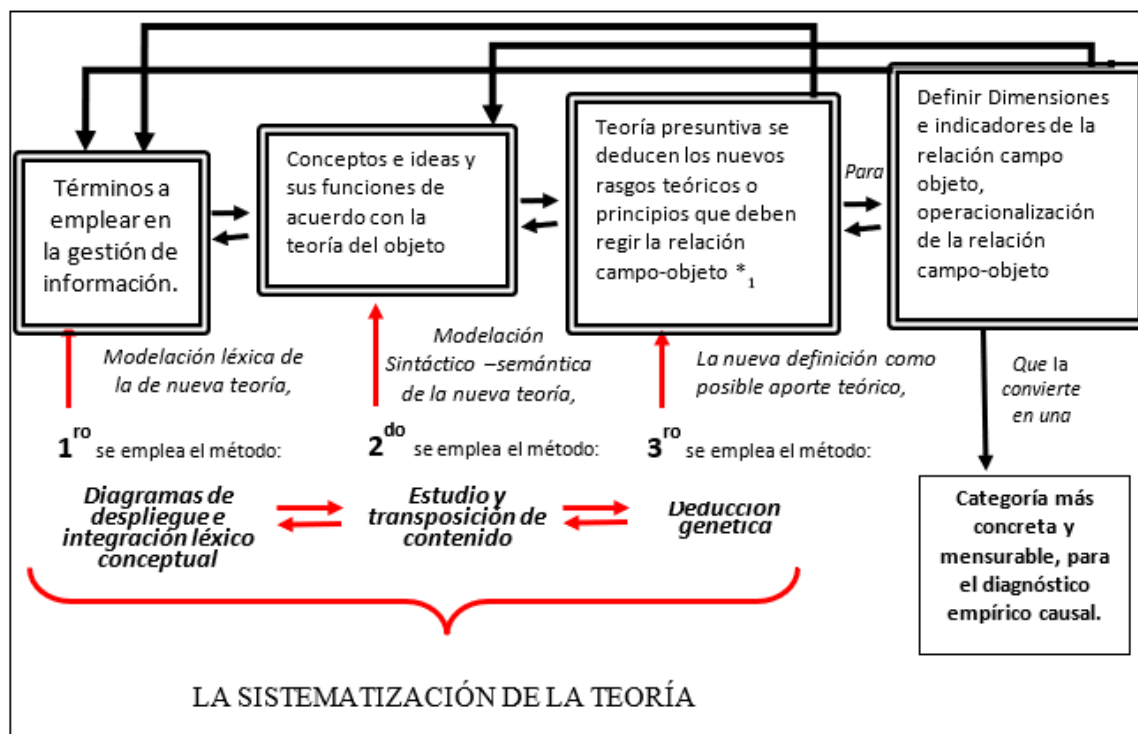 Términos a
emplear en
la gestión de
información.
Conceptos e ideas y
sus funciones de
acuerdo con la
teoría del objeto
Teoría presuntiva se
deducen los nuevos
rasgos teóricos o
principios que deben
regir la relación
campo-objeto *1
Para
Definir Dimensiones
e indicadores de la
relación campo
objeto,
operacionalización
de la relación
campo-objeto
Modelación léxica de
la de nueva teoría,
Modelación
Sintáctico –semántica
de la nueva teoría,
La nueva definición como
posible aporte teórico,
Que la
convierte
en una
1ro se emplea el método:
2do se emplea el método:
3ro se emplea el método:
Diagramas de
despliegue e
integración léxico
conceptual
Estudio y
transposición de
contenido
Deducción
genética
Categoría más
concreta y
mensurable, para
el diagnóstico
empírico causal.
LA SISTEMATIZACIÓN DE LA TEORÍA